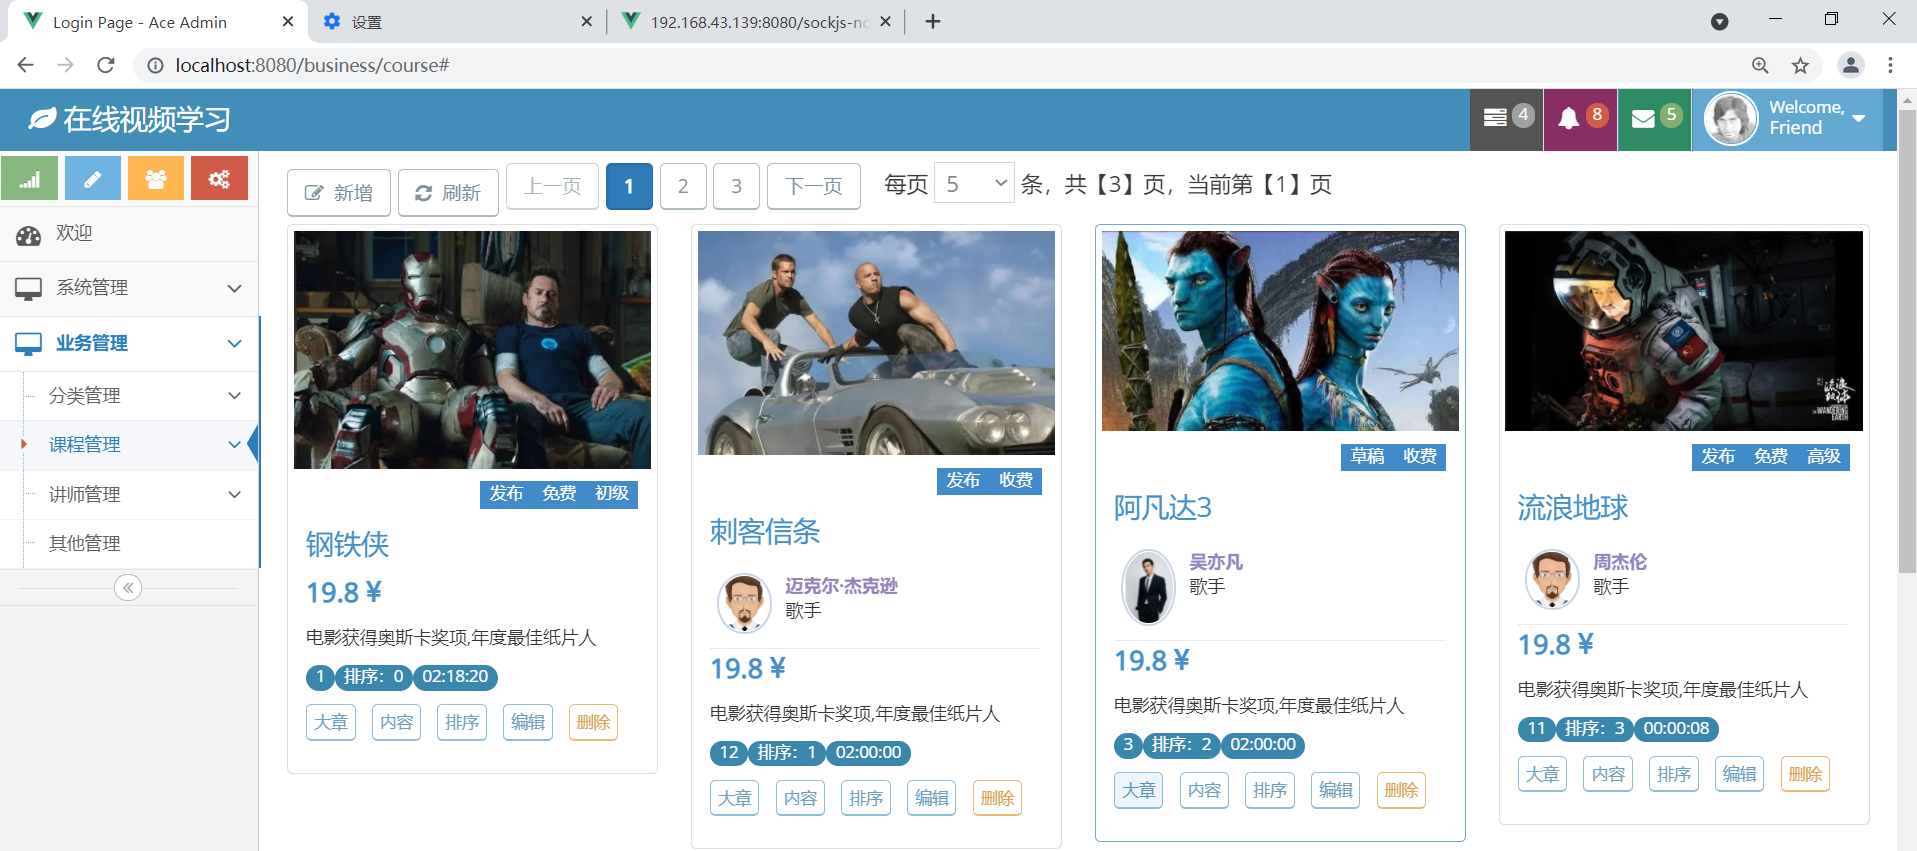 Login Page - Ace Admin
设置
192.168.43.139:8080/sockjs-no
localhost:8080/business/course#
在线视频学习
4
8
5
Welcome,
Friend
欢迎
系统管理
业务管理
分类管理
课程管理
讲师管理
其他管理
新增 刷新 上一页 1 2 3 下一页 每页 5 条，共【3】页，当前第【1】页
发布 免费 初级
钢铁侠
19.8 ¥
电影获得奥斯卡奖项,年度最佳纸片人
1 排序：0 02:18:20
大章 内容 排序 编辑 删除
发布 收费
刺客信条
迈克尔·杰克逊
歌手
19.8 ¥
电影获得奥斯卡奖项,年度最佳纸片人
12 排序：1 02:00:00
大章 内容 排序 编辑 删除
草稿 收费
阿凡达3
吴亦凡
歌手
19.8 ¥
电影获得奥斯卡奖项,年度最佳纸片人
3 排序：2 02:00:00
大章 内容 排序 编辑 删除
流浪地球
THE WANDERING
EARTH
发布 免费 高级
流浪地球
周杰伦
歌手
19.8 ¥
电影获得奥斯卡奖项,年度最佳纸片人
11 排序：3 00:00:08
大章 内容 排序 编辑 删除